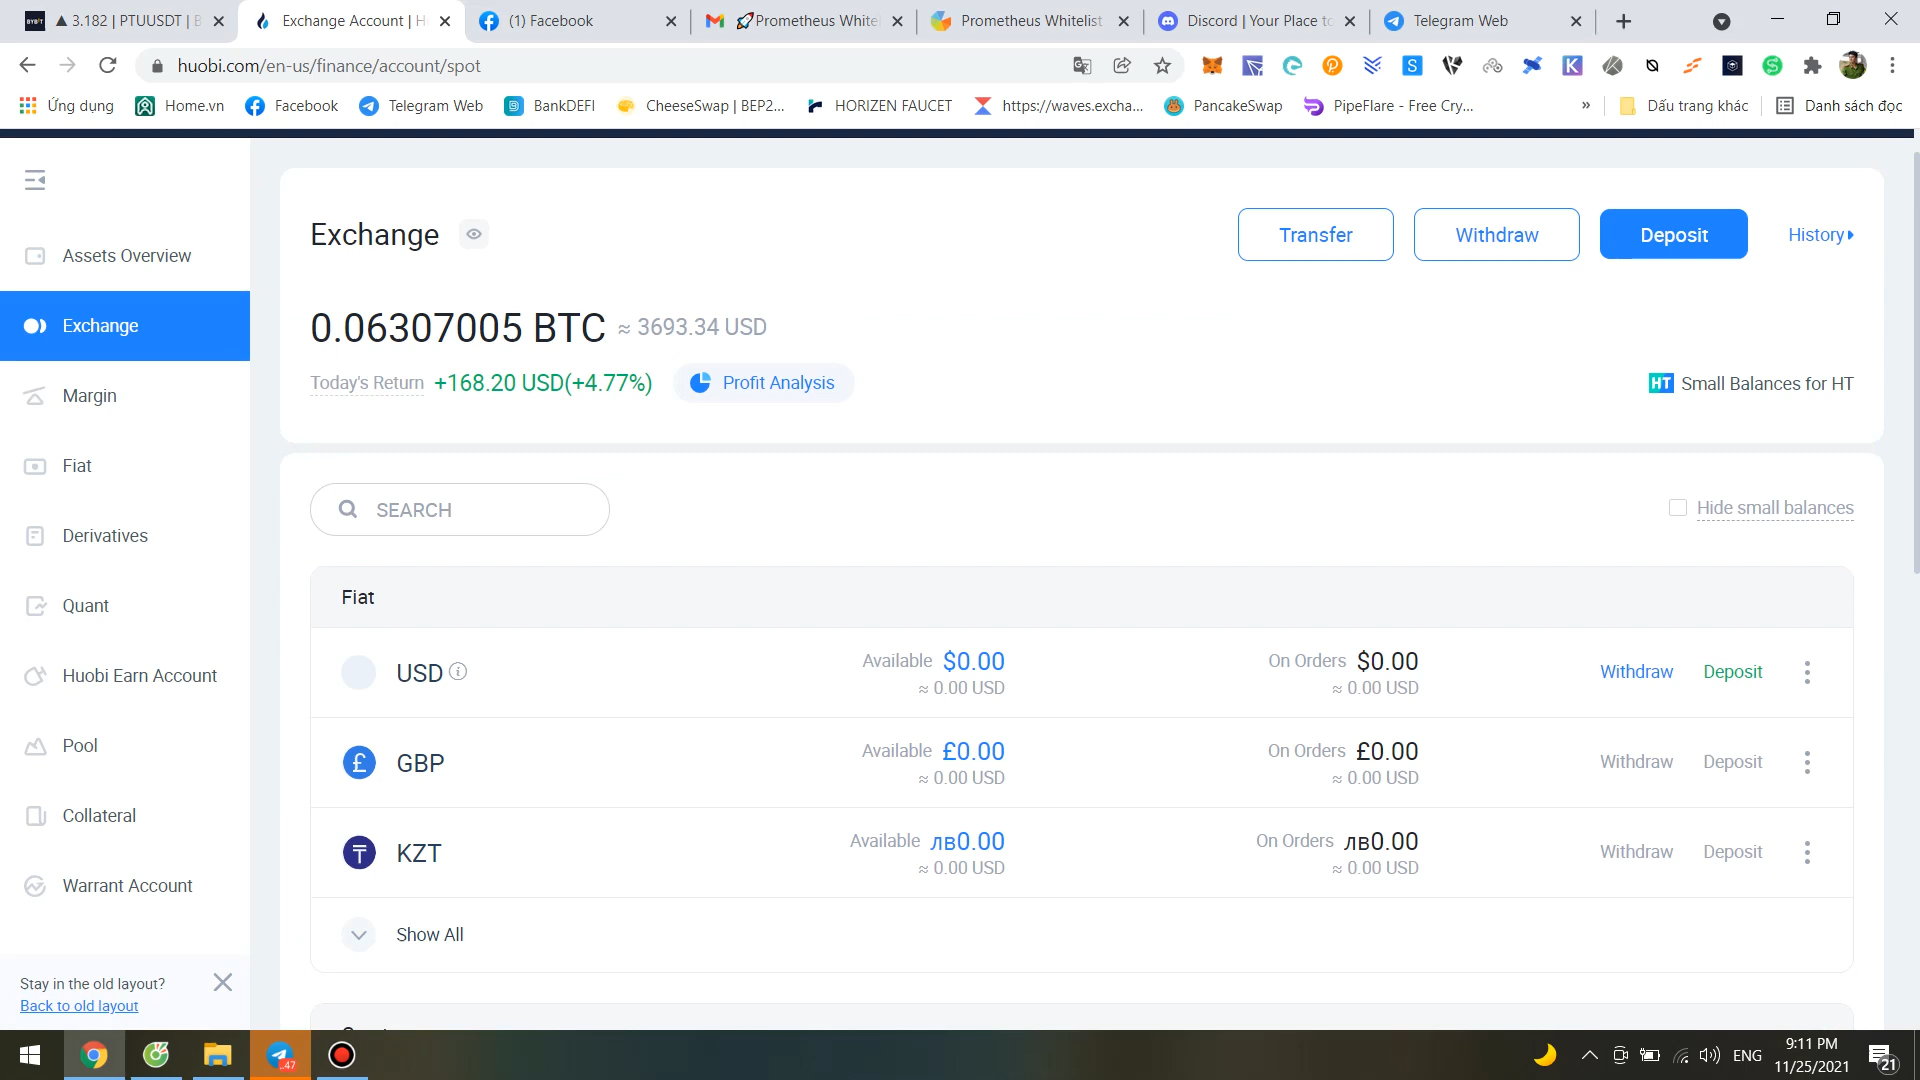 ▲ 3.182 | PTUUSDT | B
Exchange Account | H
(1) Facebook
🚀Prometheus White
Prometheus Whitelist
Discord | Your Place to
Telegram Web
huobi.com/en-us/finance/account/spot
Ứng dụng
Home.vn
Facebook
Telegram Web
BankDEFI
CheeseSwap | BEP2...
HORIZEN FAUCET
https://waves.excha...
PancakeSwap
PipeFlare - Free Cry...
»
Dấu trang khác
Danh sách đọc
Assets Overview
Exchange
Margin
Fiat
Derivatives
Quant
Huobi Earn Account
Pool
Collateral
Warrant Account
Stay in the old layout?
Back to old layout
Exchange
Transfer
Withdraw
Deposit
History
0.06307005 BTC ≈ 3693.34 USD
Today's Return +168.20 USD(+4.77%)
Profit Analysis
HT Small Balances for HT
SEARCH
Hide small balances
Fiat
USD
Available $0.00
≈ 0.00 USD
On Orders $0.00
≈ 0.00 USD
Withdraw Deposit
GBP
Available £0.00
≈ 0.00 USD
On Orders £0.00
≈ 0.00 USD
Withdraw Deposit
KZT
Available лв0.00
≈ 0.00 USD
On Orders лв0.00
≈ 0.00 USD
Withdraw Deposit
Show All
.47
ENG
9:11 PM
11/25/2021
21